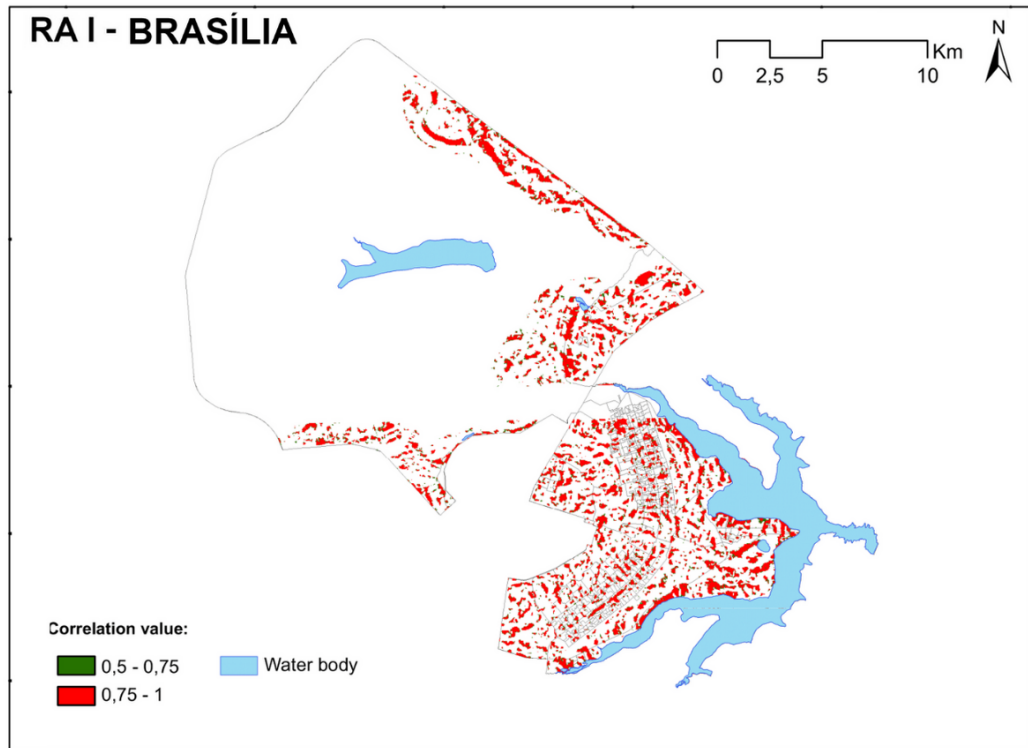 RA I - BRASÍLIA
N
Km
0 2,5 5 10
Correlation value:
0,5 - 0,75
Water body
0,75 - 1